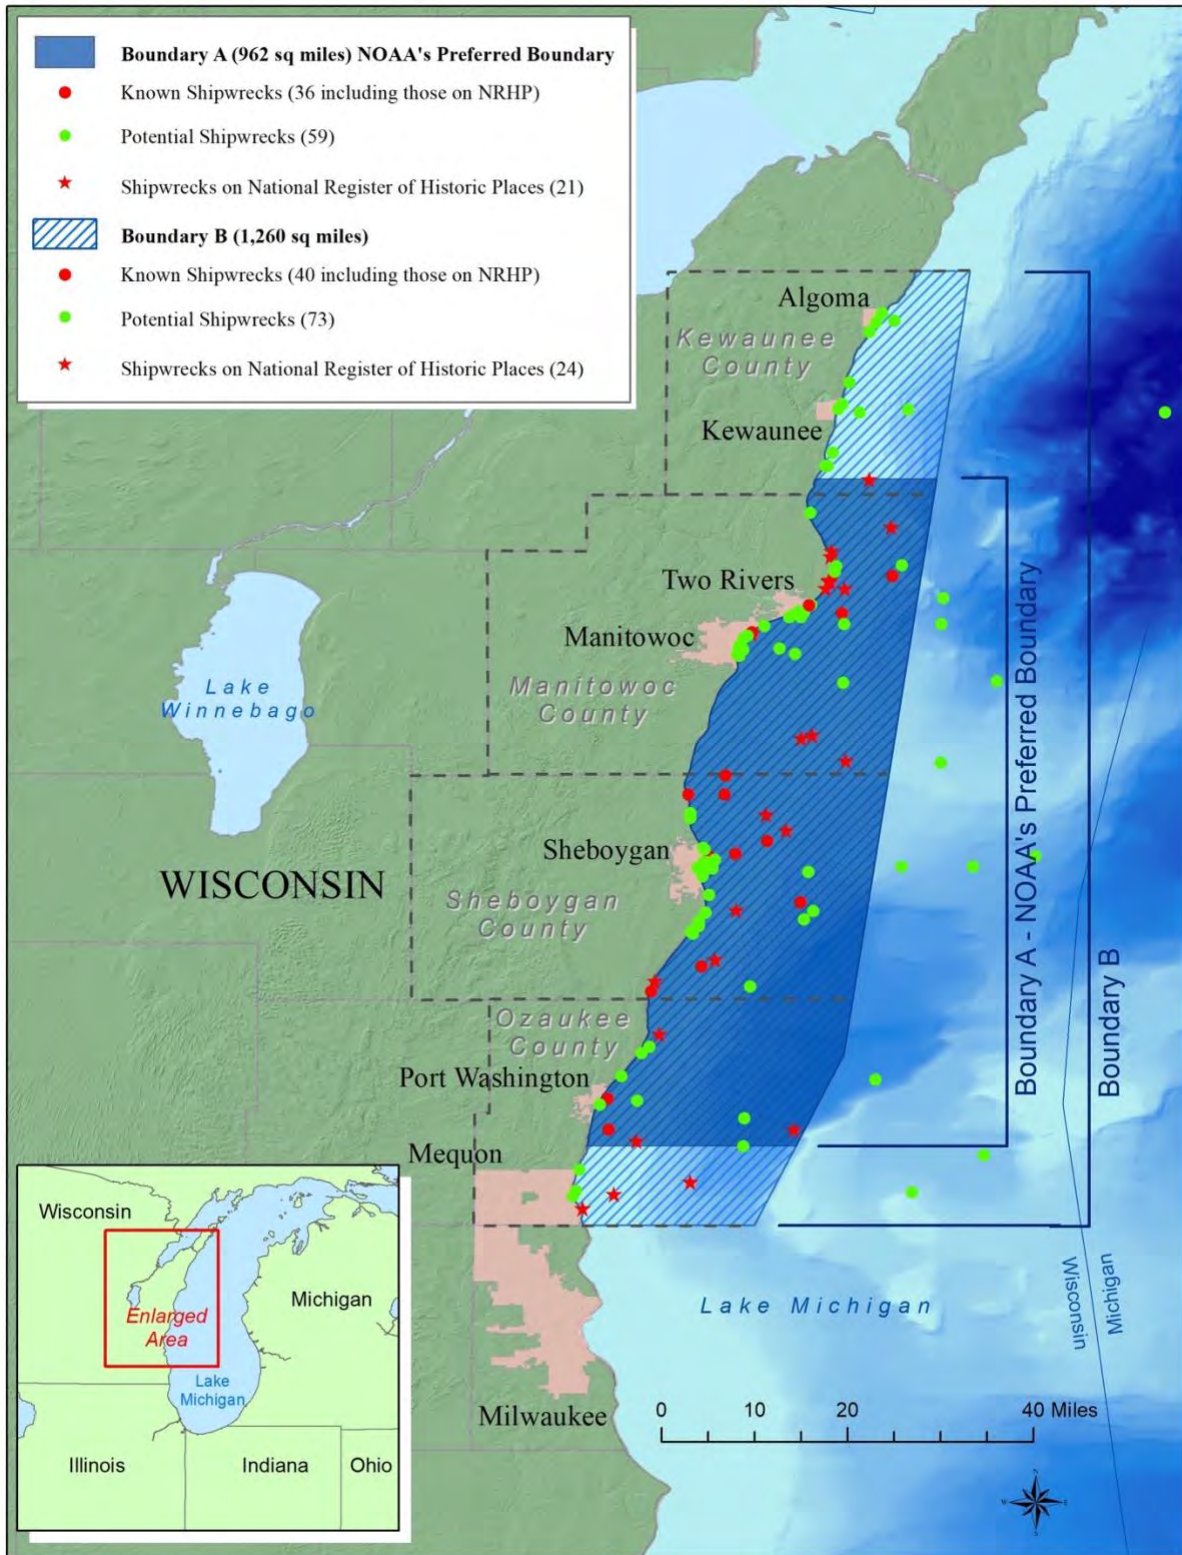 Boundary A (962 sq miles) NOAA's Preferred Boundary
Known Shipwrecks (36 including those on NRHP)
Potential Shipwrecks (59)
Shipwrecks on National Register of Historic Places (21)
Boundary B (1,260 sq miles)
Known Shipwrecks (40 including those on NRHP)
Potential Shipwrecks (73)
Shipwrecks on National Register of Historic Places (24)
Algoma
Kewaunee
County
Kewaunee
Two Rivers
Manitowoc
Manitowoc
County
Lake
Winnebago
Sheboygan
WISCONSIN
Sheboygan
County
Ozaukee
County
Port Washington
Mequon
Milwaukee
Boundary A - NOAA's Preferred Boundary
Boundary B
Lake Michigan
Wisconsin
Michigan
0 10 20 40 Miles
N
W E
S
Wisconsin
Michigan
Enlarged
Area
Lake
Michigan
Illinois
Indiana
Ohio